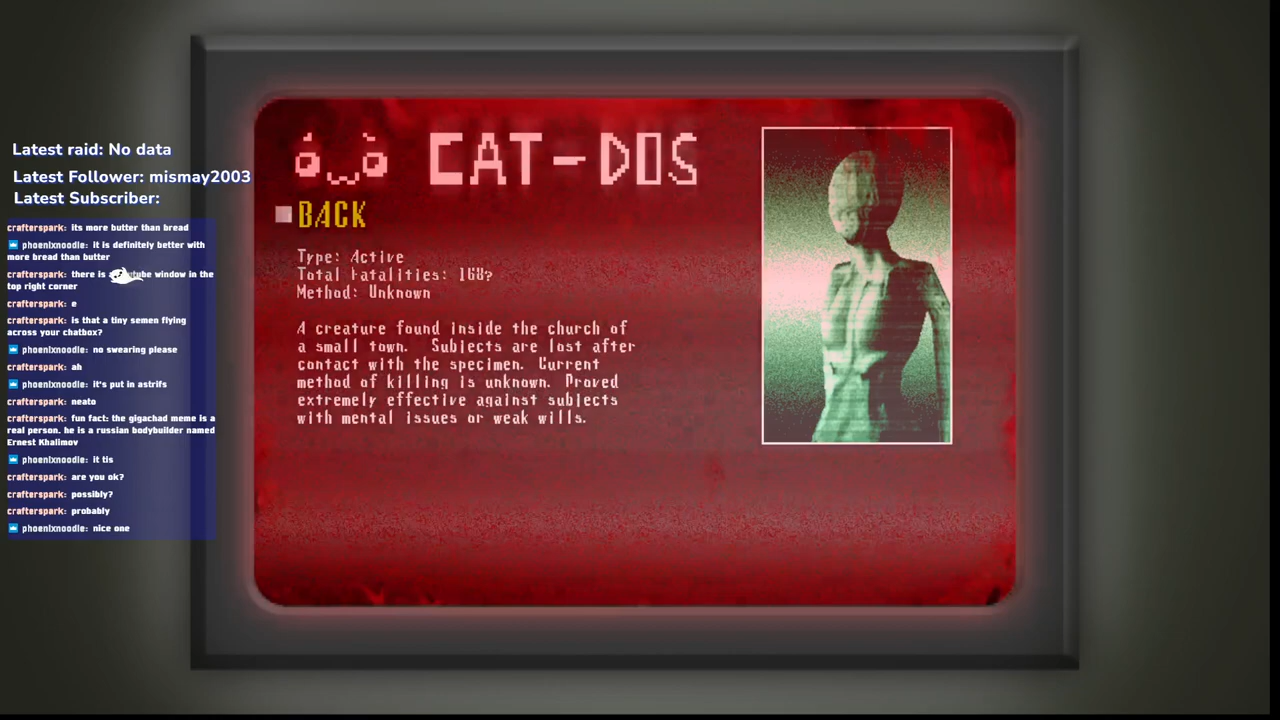 Latest raid: No data
Latest Follower: mismay2003
Latest Subscriber:
crafterspark: its more butter than bread
phoenixnoodle: it is definitely better with
more bread than butter
crafterspark: there is a window in the
top right corner
crafterspark: e
crafterspark: is that a tiny semen flying
across your chatbox?
phoenixnoodle: no swearing please
crafterspark: ah
phoenixnoodle: it's put in astrifs
crafterspark: neato
crafterspark: fun fact: the gigachad meme is a
real person. he is a russian bodybuilder named
Ernest Khalimov
phoenixnoodle: it tis
crafterspark: are you ok?
crafterspark: possibly?
crafterspark: probably
phoenixnoodle: nice one
CAT-DOS
BACK
Type: Active
Total Fatalities: 168?
Method: Unknown
A creature found inside the church of
a small town. Subjects are lost after
contact with the specimen. Current
method of killing is unknown. Proved
extremely effective against subjects
with mental issues or weak wills.